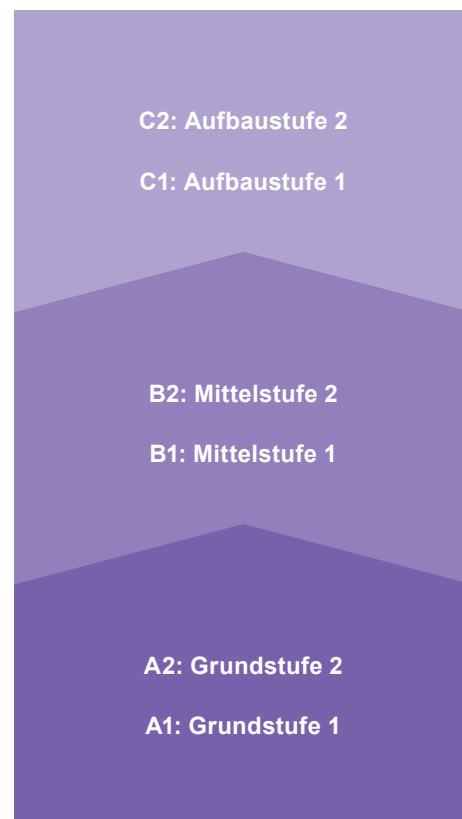 C2: Aufbaustufe 2
C1: Aufbaustufe 1
B2: Mittelstufe 2
B1: Mittelstufe 1
A2: Grundstufe 2
A1: Grundstufe 1